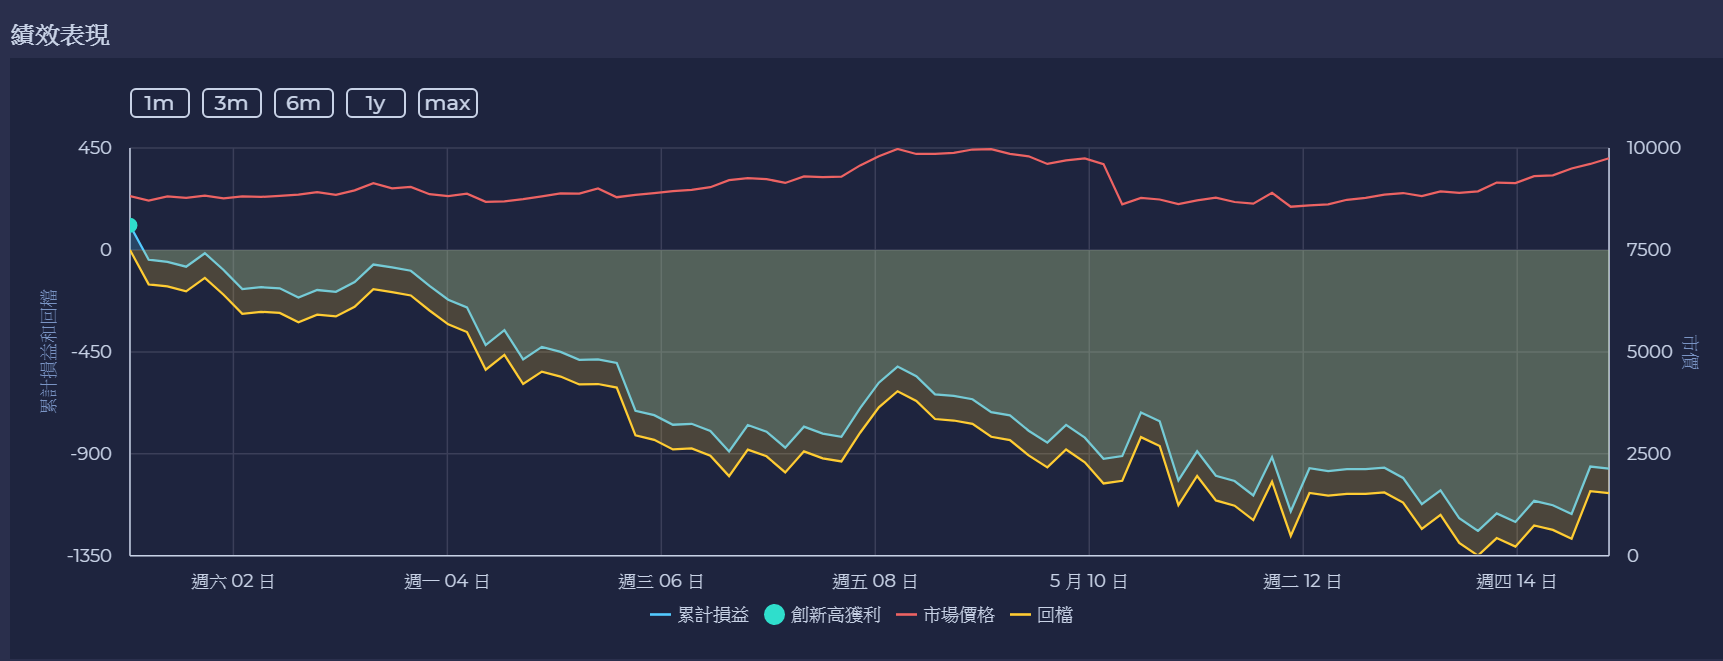 績效表現
1m 3m 6m 1y max
450
0
-450
-900
-1350
累計損益和回檔
10000
7500
5000
2500
0
市價
週六 02 日 週一 04 日 週三 06 日 週五 08 日 5 月 10 日 週二 12 日 週四 14 日
累計損益 創新高獲利 市場價格 回檔